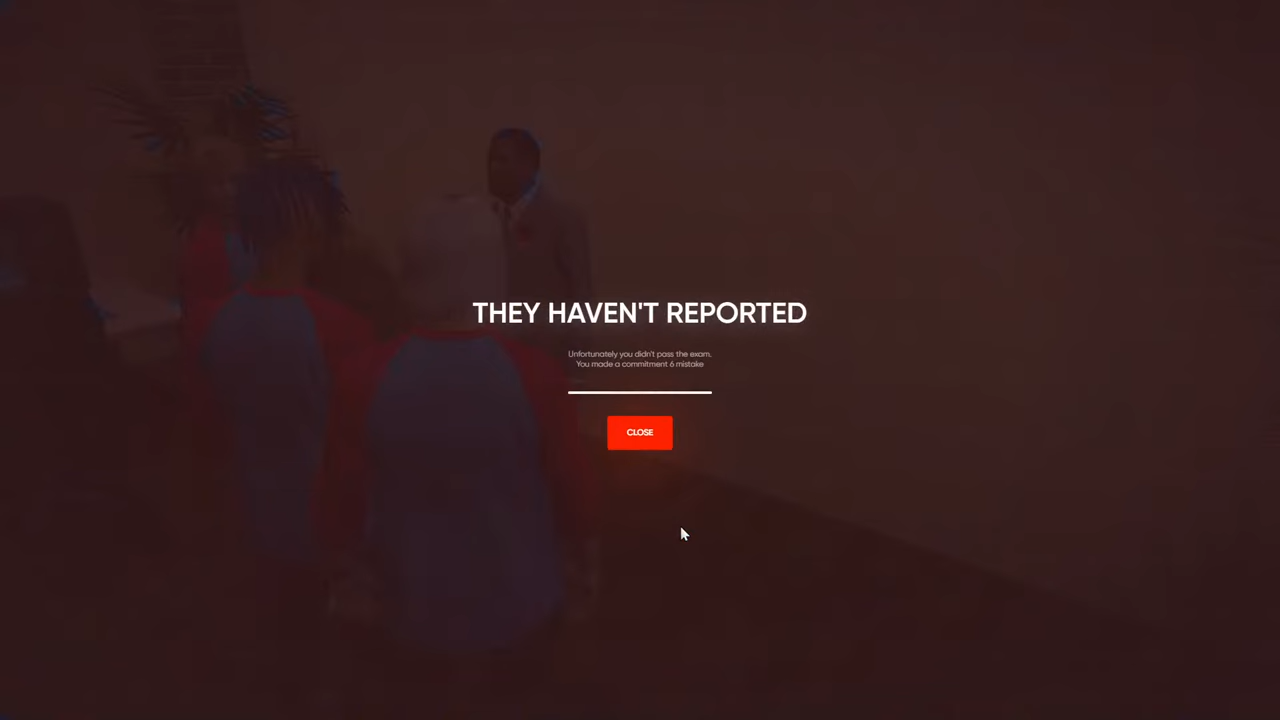 THEY HAVEN'T REPORTED
Unfortunately you didn't pass the exam.
You made a commitment 6 mistake
CLOSE